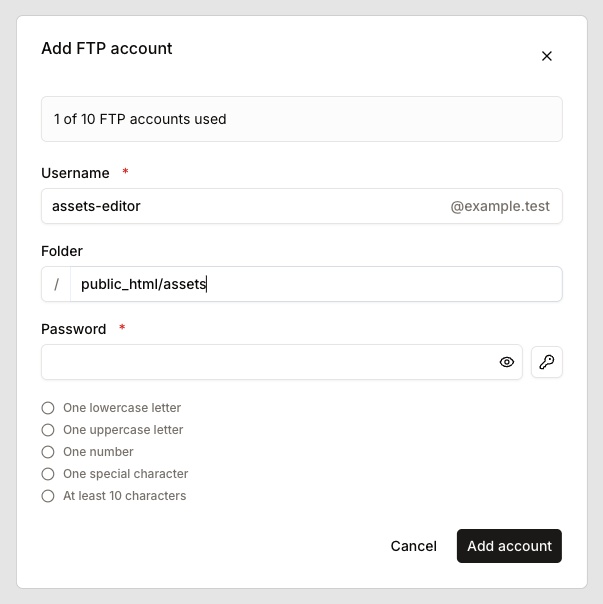 Add FTP account
1 of 10 FTP accounts used
Username *
assets-editor @example.test
Folder
/ public_html/assets
Password *
One lowercase letter
One uppercase letter
One number
One special character
At least 10 characters
Cancel Add account